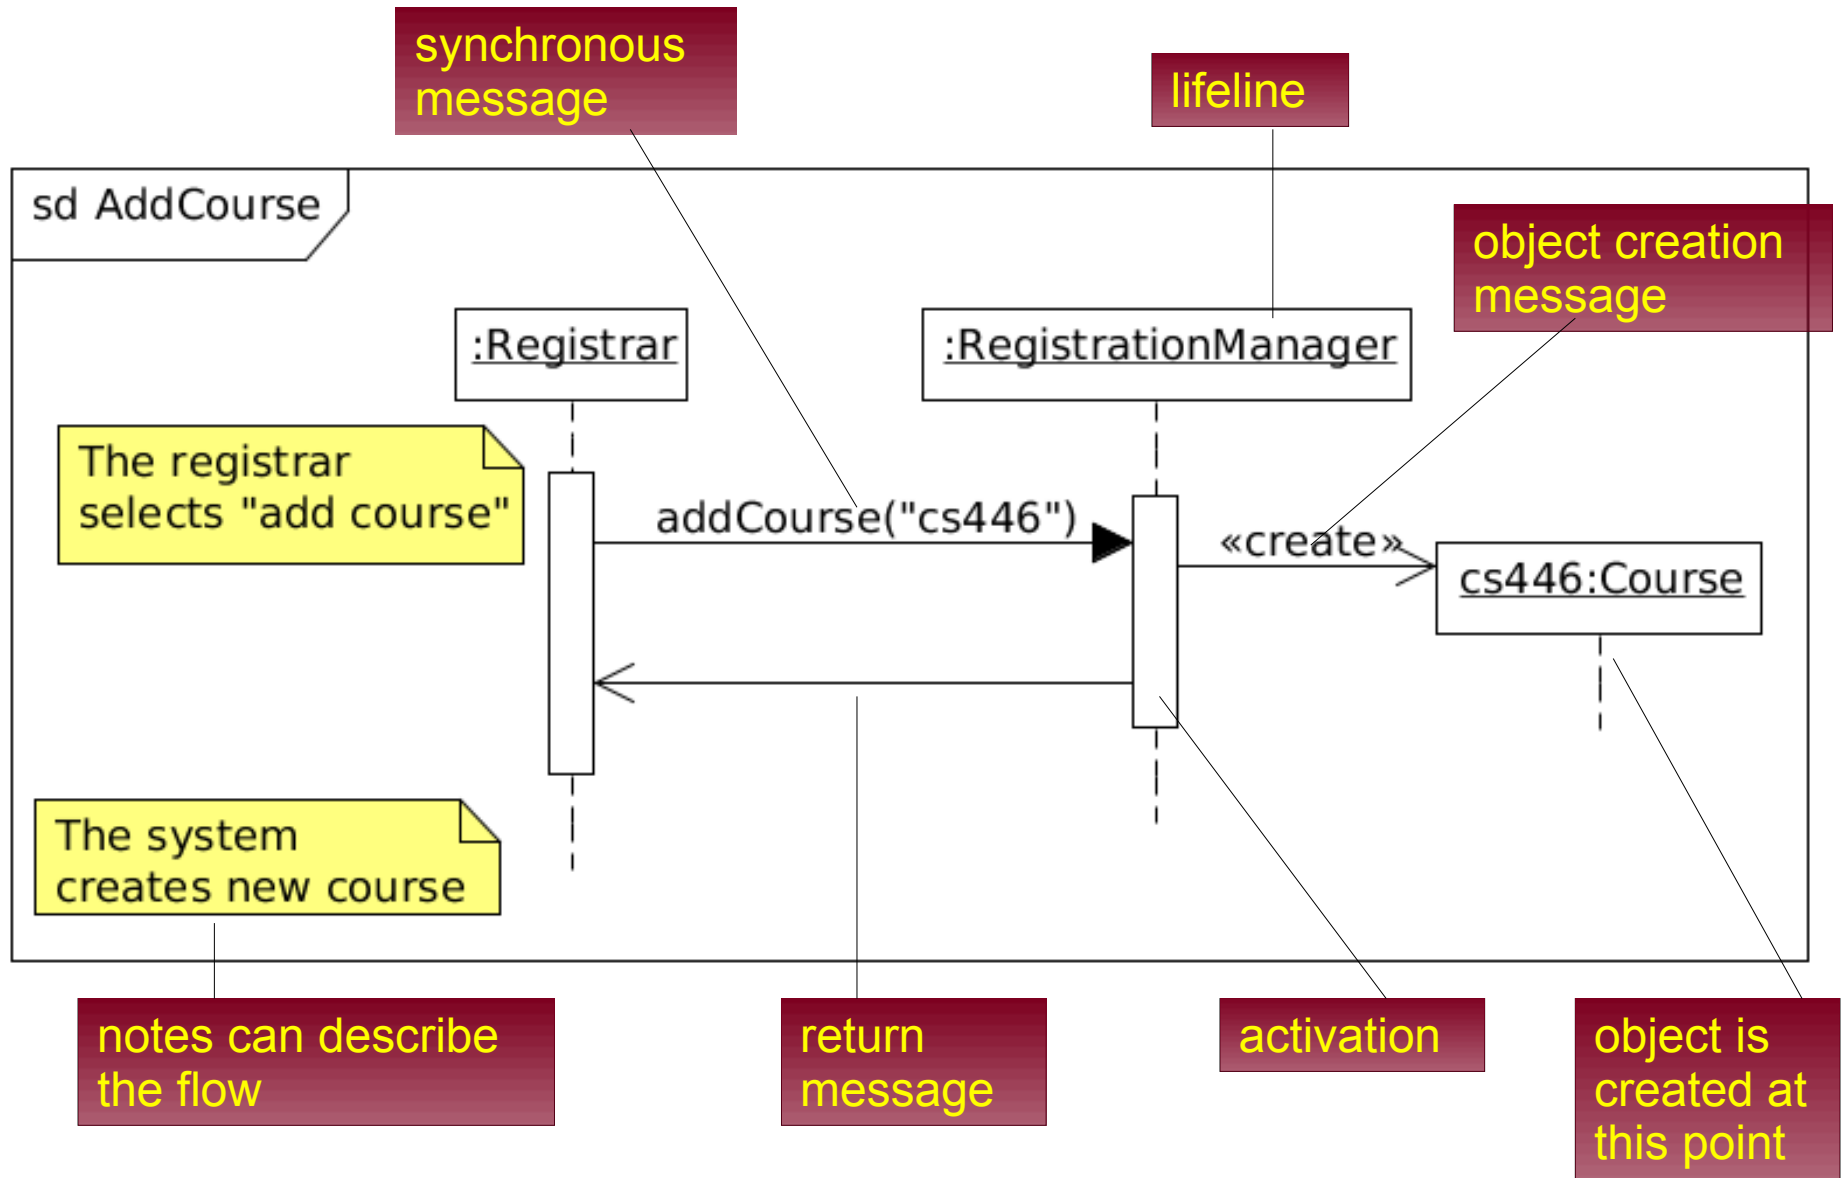 synchronous
message
lifeline
sd AddCourse
object creation
message
:Registrar
:RegistrationManager
The registrar
selects "add course"
addCourse("cs446")
«create»
cs446:Course
The system
creates new course
notes can describe
the flow
return
message
activation
object is
created at
this point